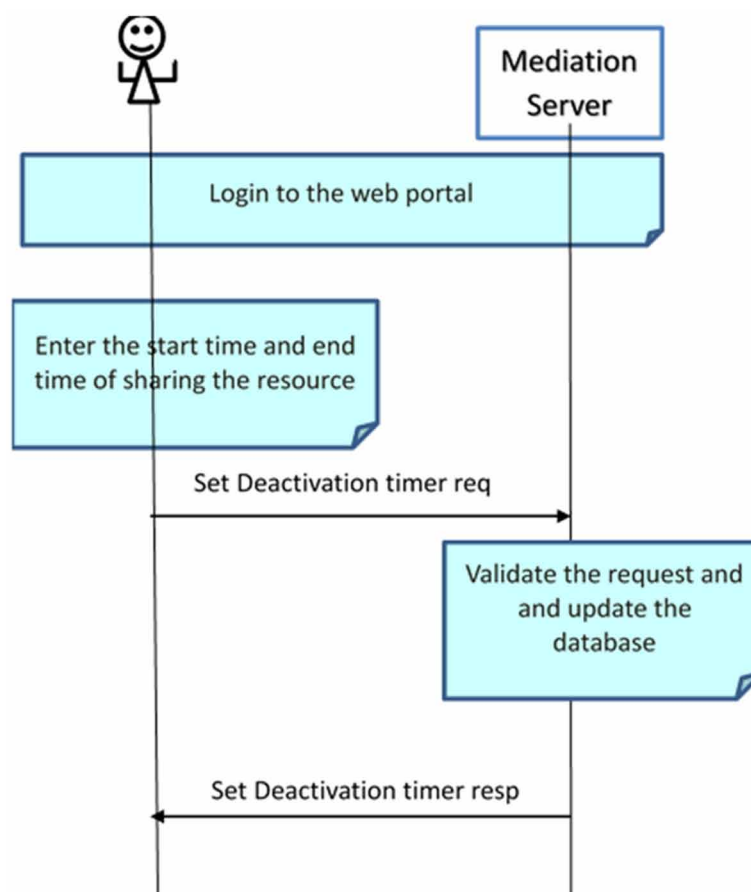 Mediation
Server
Login to the web portal
Enter the start time and end
time of sharing the resource
Set Deactivation timer req
Validate the request and
and update the
database
Set Deactivation timer resp